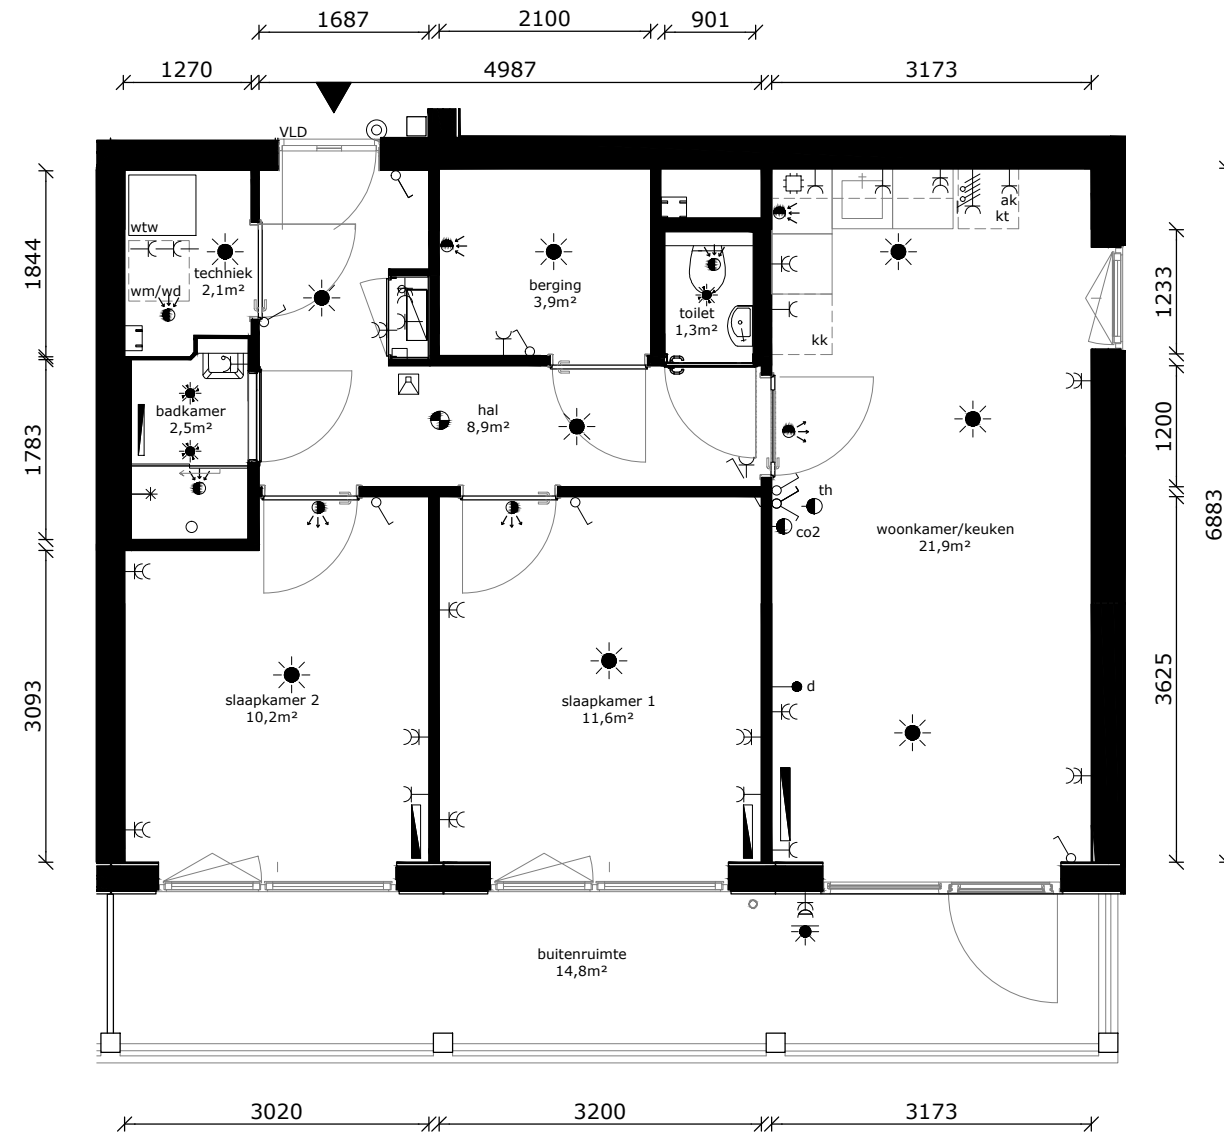 1687
2100
901
1270
4987
3173
VLD
wtw
techniek
2,1m²
wm/wd
berging
3,9m²
toilet
1,3m²
ak
kt
kk
1844
1233
badkamer
2,5m²
hal
8,9m²
1783
1200
th
co2
woonkamer/keuken
21,9m²
6883
slaapkamer 2
10,2m²
slaapkamer 1
11,6m²
d
3093
3625
buitenruimte
14,8m²
3020
3200
3173